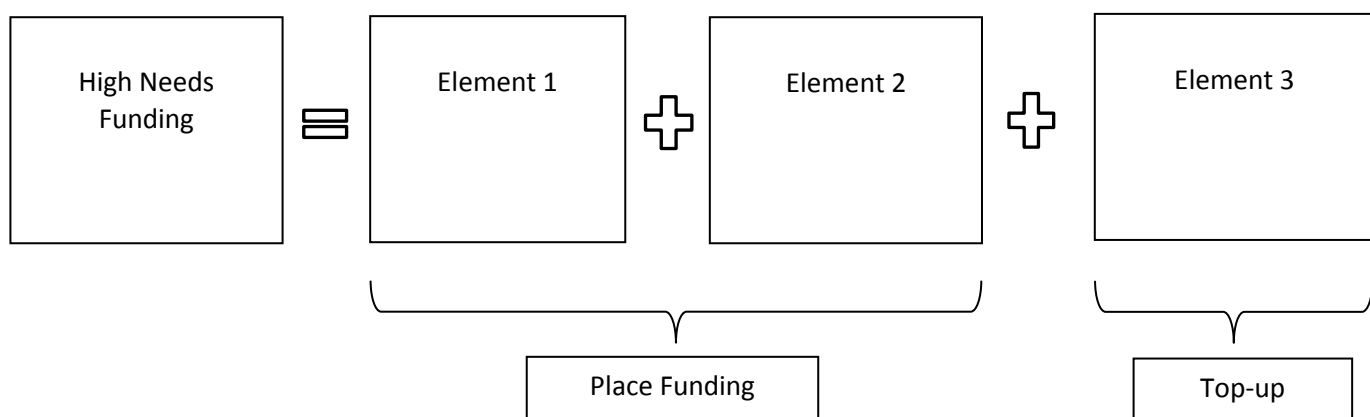 High Needs
Funding
Element 1
Element 2
Element 3
Place Funding
Top-up